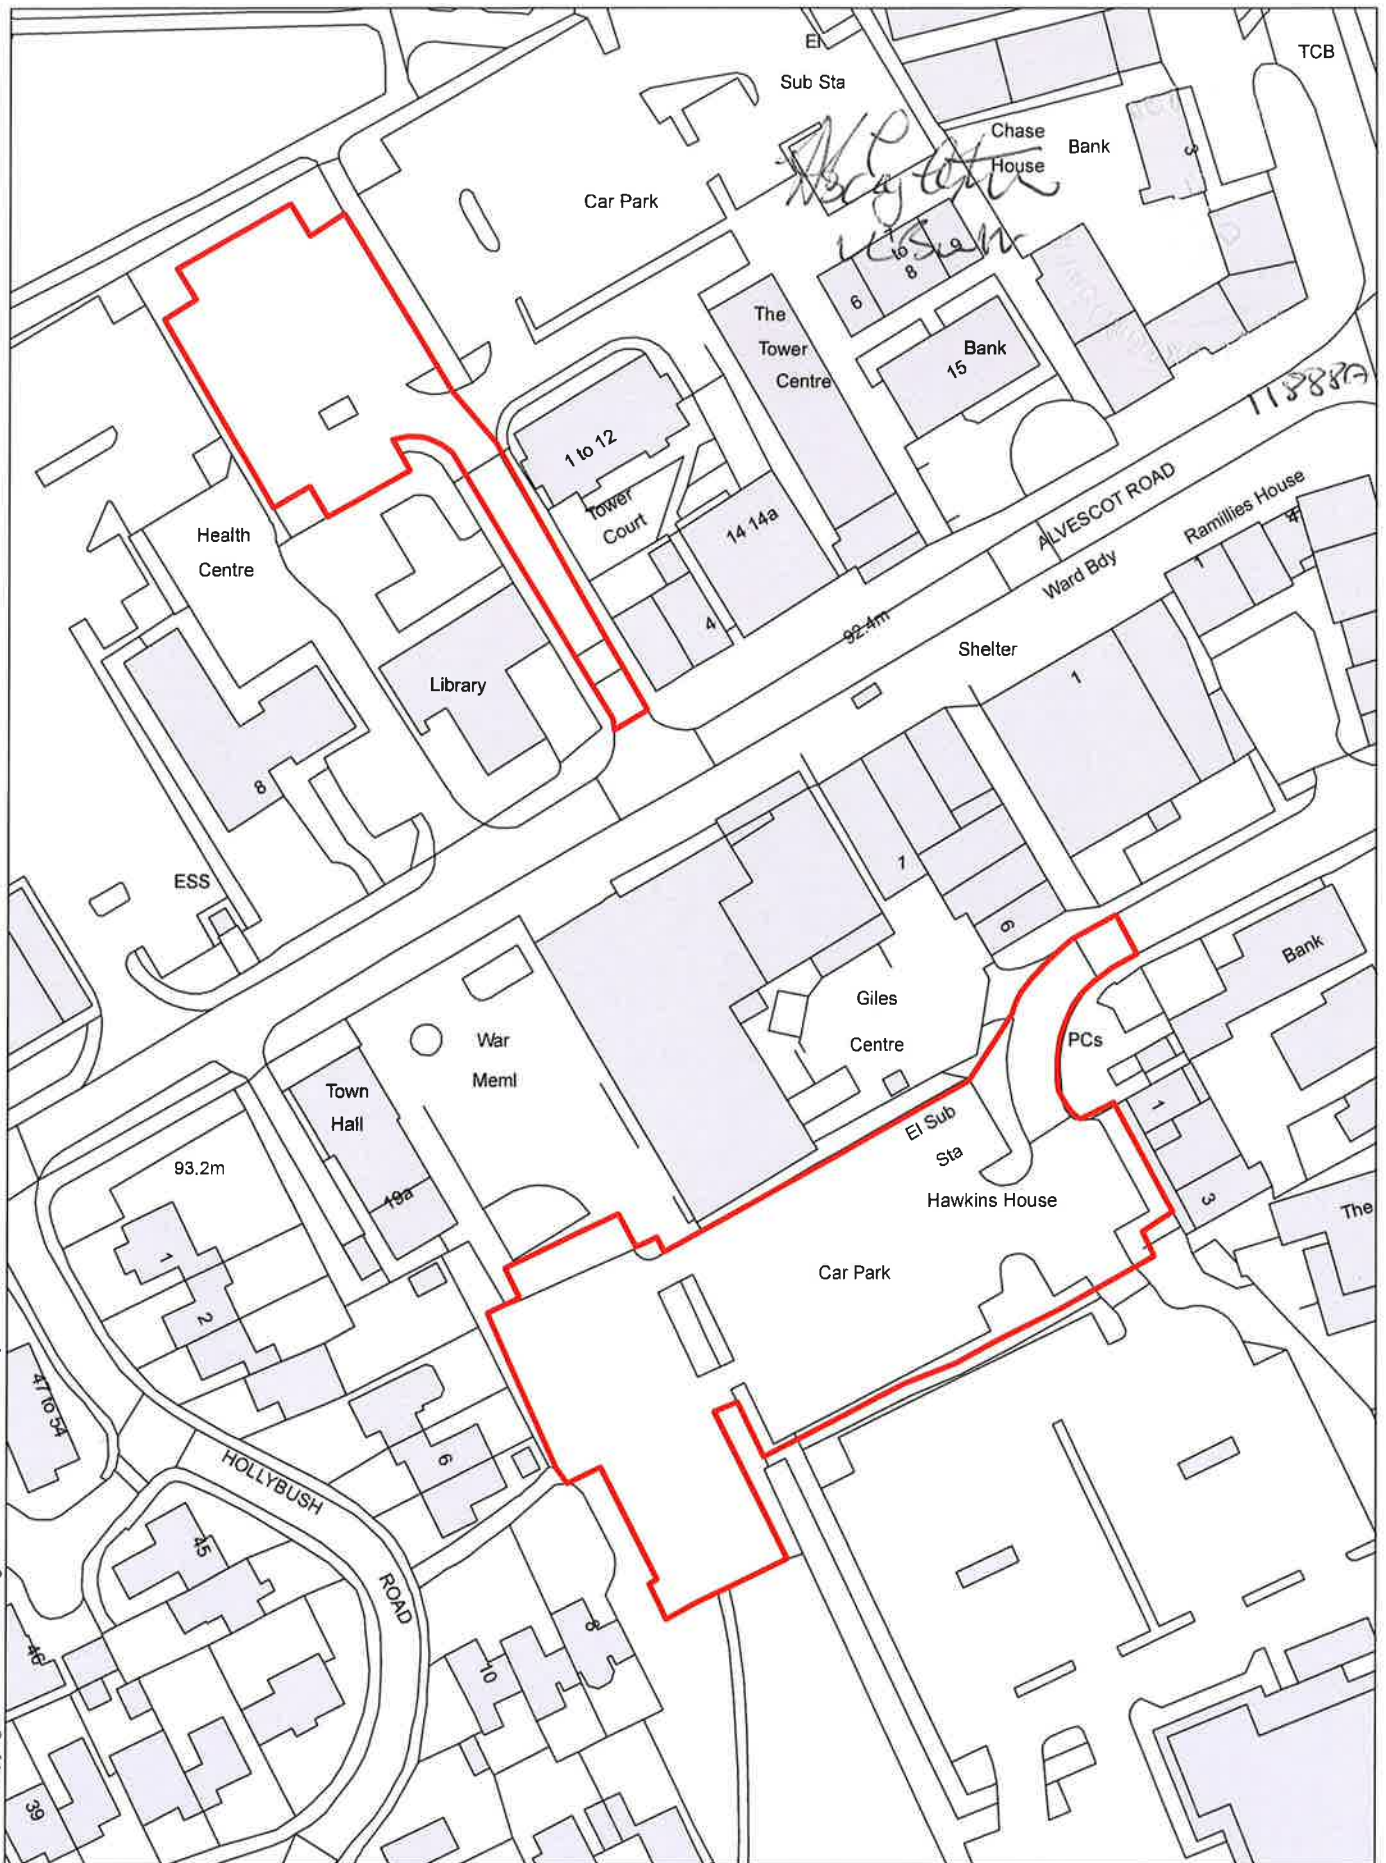 El
Sub Sta
TCB
Chase
House
Bank
3
Car Park
6
8
9
The
Tower
Centre
Bank
15
11888A
1 to 12
Tower
Court
14 14a
ALVESCOT ROAD
Ward Bdy
Ramillies House
1
4
Health
Centre
4
92.4m
Shelter
Library
1
8
1
6
ESS
Bank
Giles
Centre
War
Meml
PCs
Town
Hall
El Sub
Sta
1
93.2m
19a
Hawkins House
3
The
1
2
Car Park
47 to 54
6
HOLLYBUSH
ROAD
45
8
46
10
39